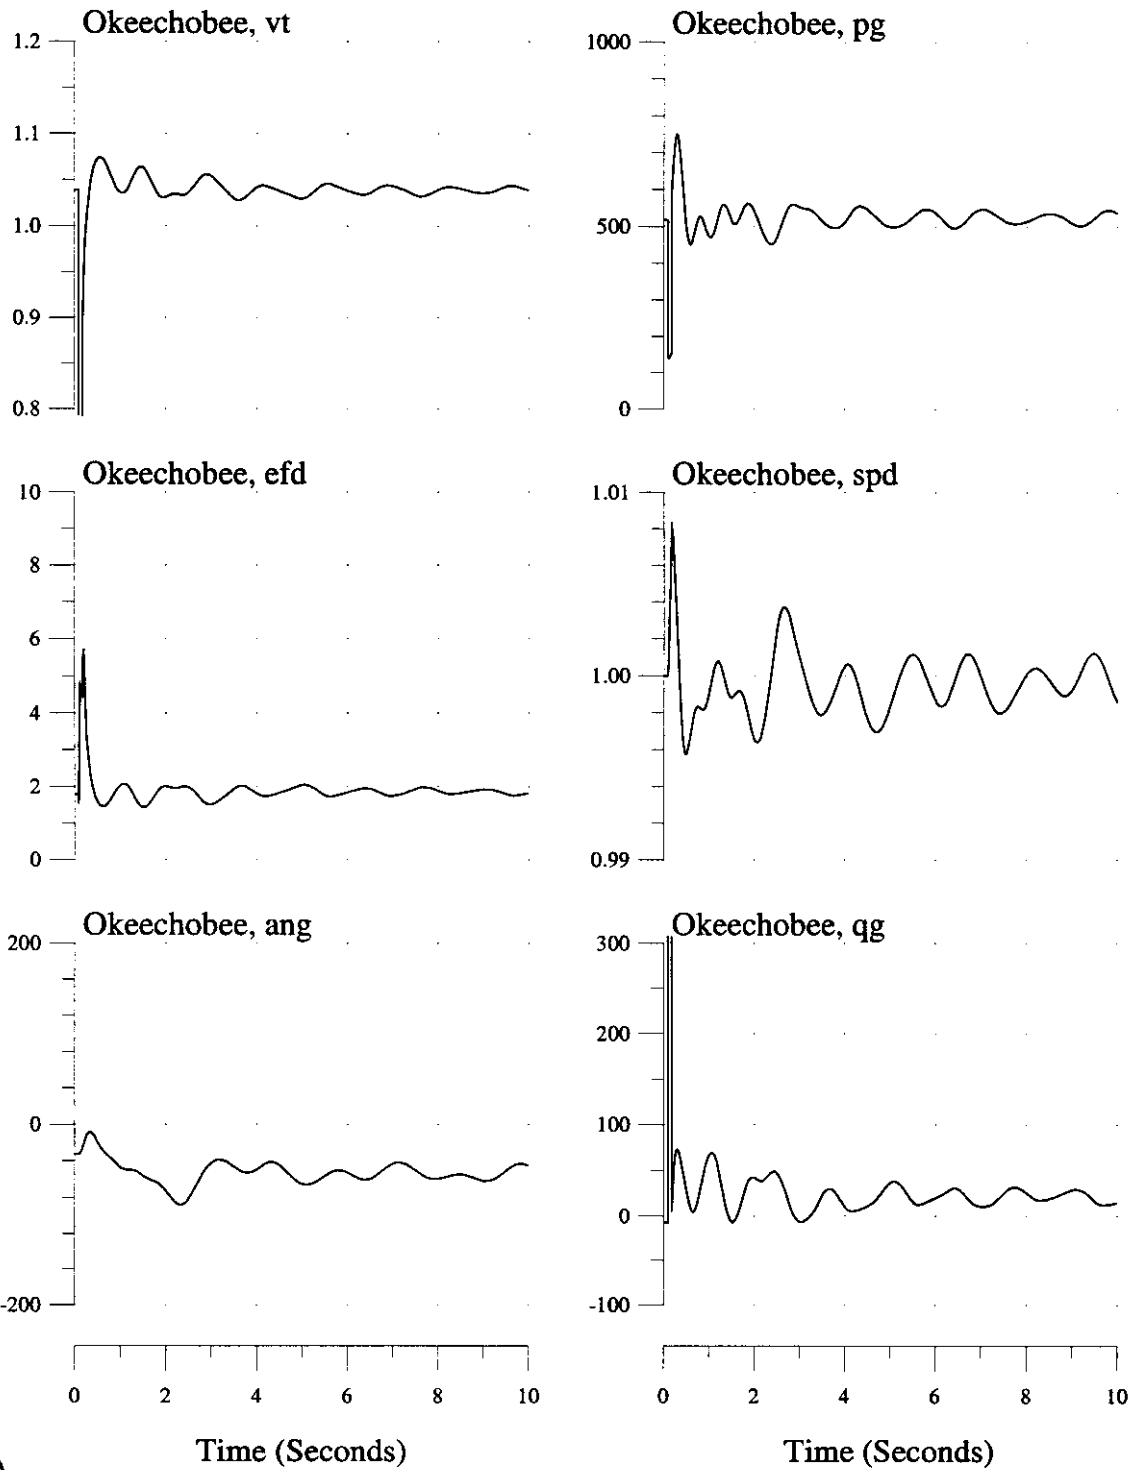 Okeechobee, vt
1.2
1.1
1.0
0.9
0.8
Okeechobee, pg
1000
500
0
Okeechobee, efd
10
8
6
4
2
0
Okeechobee, spd
1.01
1.00
0.99
Okeechobee, ang
200
0
-200
Okeechobee, qg
300
200
100
0
-100
0 2 4 6 8 10
Time (Seconds)
0 2 4 6 8 10
Time (Seconds)